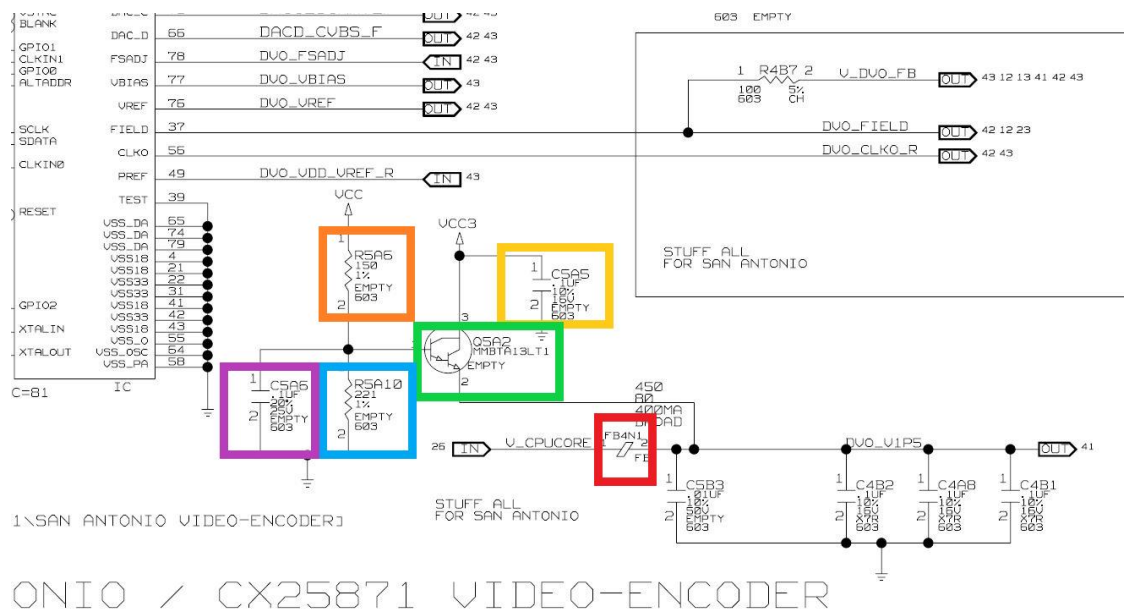 BLANK
GPIO1
CLKIN1
GPIO0
ALTADDR
SCLK
SDATA
CLKIN0
RESET
GPIO2
XTALIN
XTALOUT
C=81
IC
DAC_D 66 DACD_CVBS_F OUT 42 43
FSADJ 78 DVO_FSADJ IN 42 43
VBIAS 77 DVO_VBIAS OUT 43
VREF 76 DVO_VREF OUT 42 43
FIELD 37 DVO_FIELD OUT 42 12 23
CLKO 56 DVO_CLKO_R OUT 42 43
PREF 49 DVO_VDD_VREF_R IN 43
TEST 39
VSS_DA 65
VSS_DA 74
VSS_DA 79
VSS18 4
VSS18 21
VSS33 22
VSS33 31
VSS18 41
VSS33 42
VSS18 43
VSS_O 55
VSS_OSC 54
VSS_PA 58
603 EMPTY
1 R4B7 2 V_DVO_FB OUT 43 12 13 41 42 43
100 5%
603 CH
STUFF ALL
FOR SAN ANTONIO
VCC
1
R5A6
150
1%
EMPTY
603
2
VCC3
1
C5A5
.1UF
10%
16V
EMPTY
603
2
3
Q5A2
MMBTA13LT1
EMPTY
2
1
C5A6
.1UF
20%
25V
EMPTY
603
2
1
R5A10
221
1%
EMPTY
603
2
450
80
400MA
BROAD
26 IN V_CPUCORE 1 FB4N1 2 DVO_V1P5 OUT 41
FB
1
C5B3
.01UF
10%
50V
EMPTY
603
2
1
C4B2
.1UF
10%
16V
X7R
603
2
1
C4A8
.1UF
10%
16V
X7R
603
2
1
C4B1
.1UF
10%
16V
X7R
603
2
STUFF ALL
FOR SAN ANTONIO
1\SAN ANTONIO VIDEO-ENCODER]
ONIO / CX25871 VIDEO-ENCODER